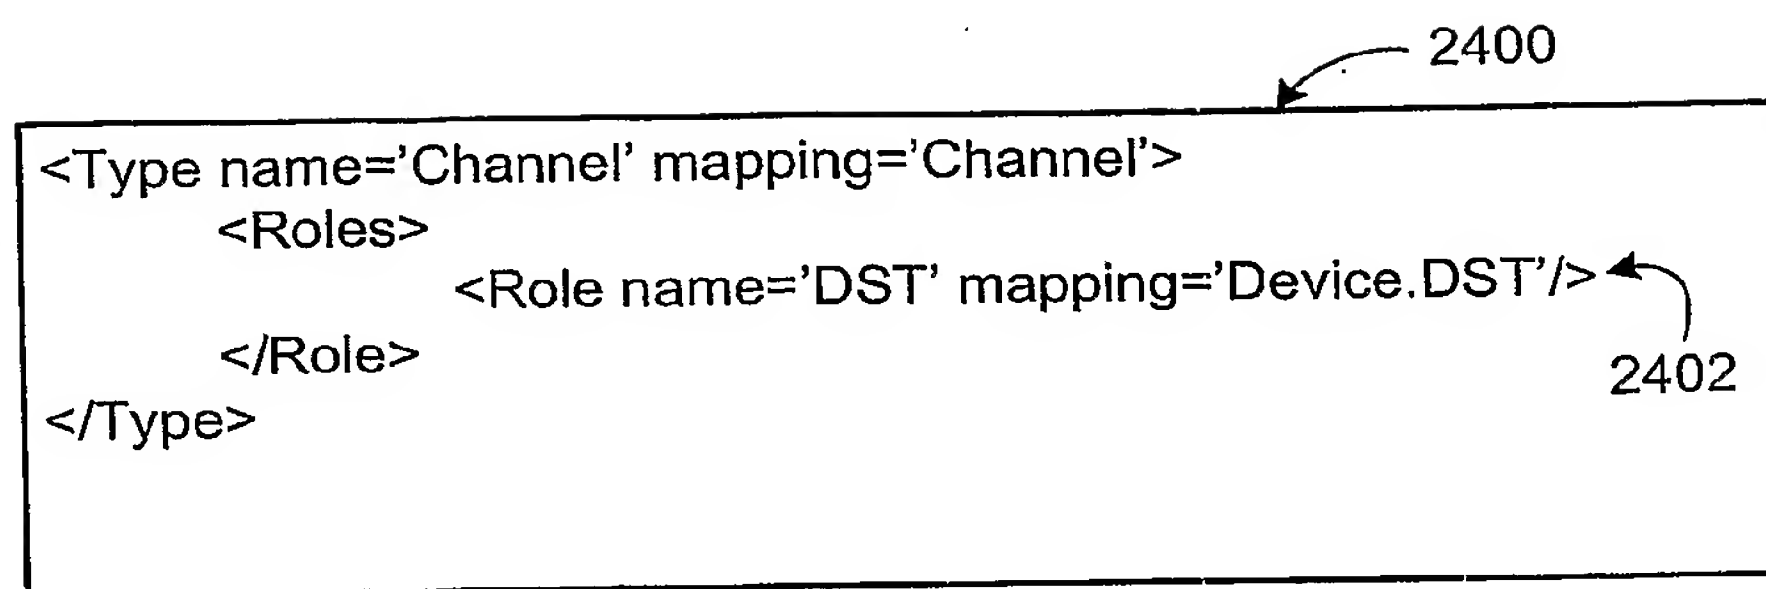 2400
<Type name=’Channel’ mapping=’Channel’>
<Roles>
<Role name=’DST’ mapping=’Device.DST’/>
</Role>
2402
</Type>